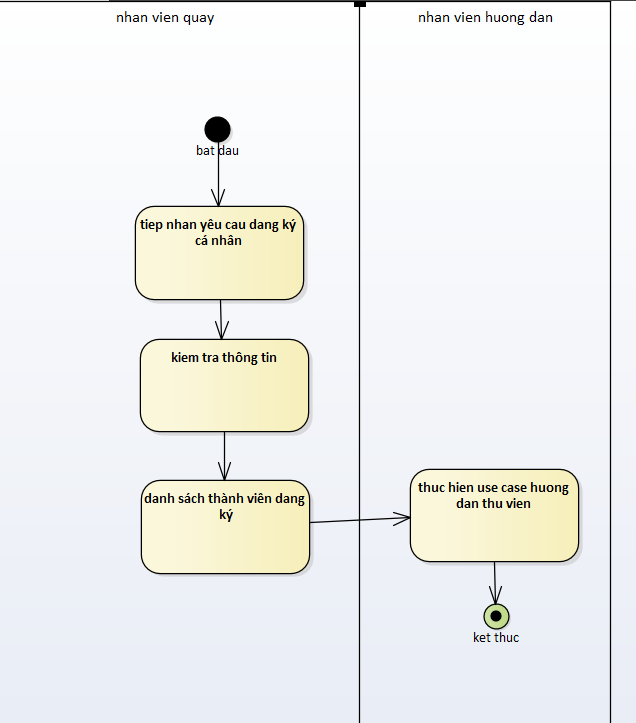 nhan vien quay
nhan vien huong dan
bat dau
tiep nhan yêu cau dang ký
cá nhân
kiem tra thông tin
danh sách thành viên dang
ký
thuc hien use case huong
dan thu vien
ket thuc